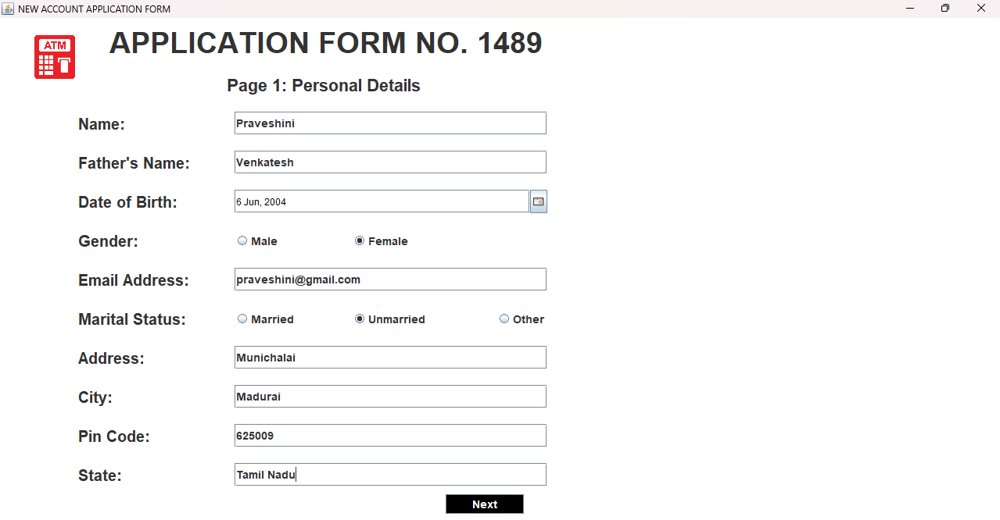 NEW ACCOUNT APPLICATION FORM
ATM
APPLICATION FORM NO. 1489
Page 1: Personal Details
Name: Praveshini
Father's Name: Venkatesh
Date of Birth: 6 Jun, 2004
Gender: Male Female
Email Address: praveshini@gmail.com
Marital Status: Married Unmarried Other
Address: Munichalai
City: Madurai
Pin Code: 625009
State: Tamil Nadu
Next